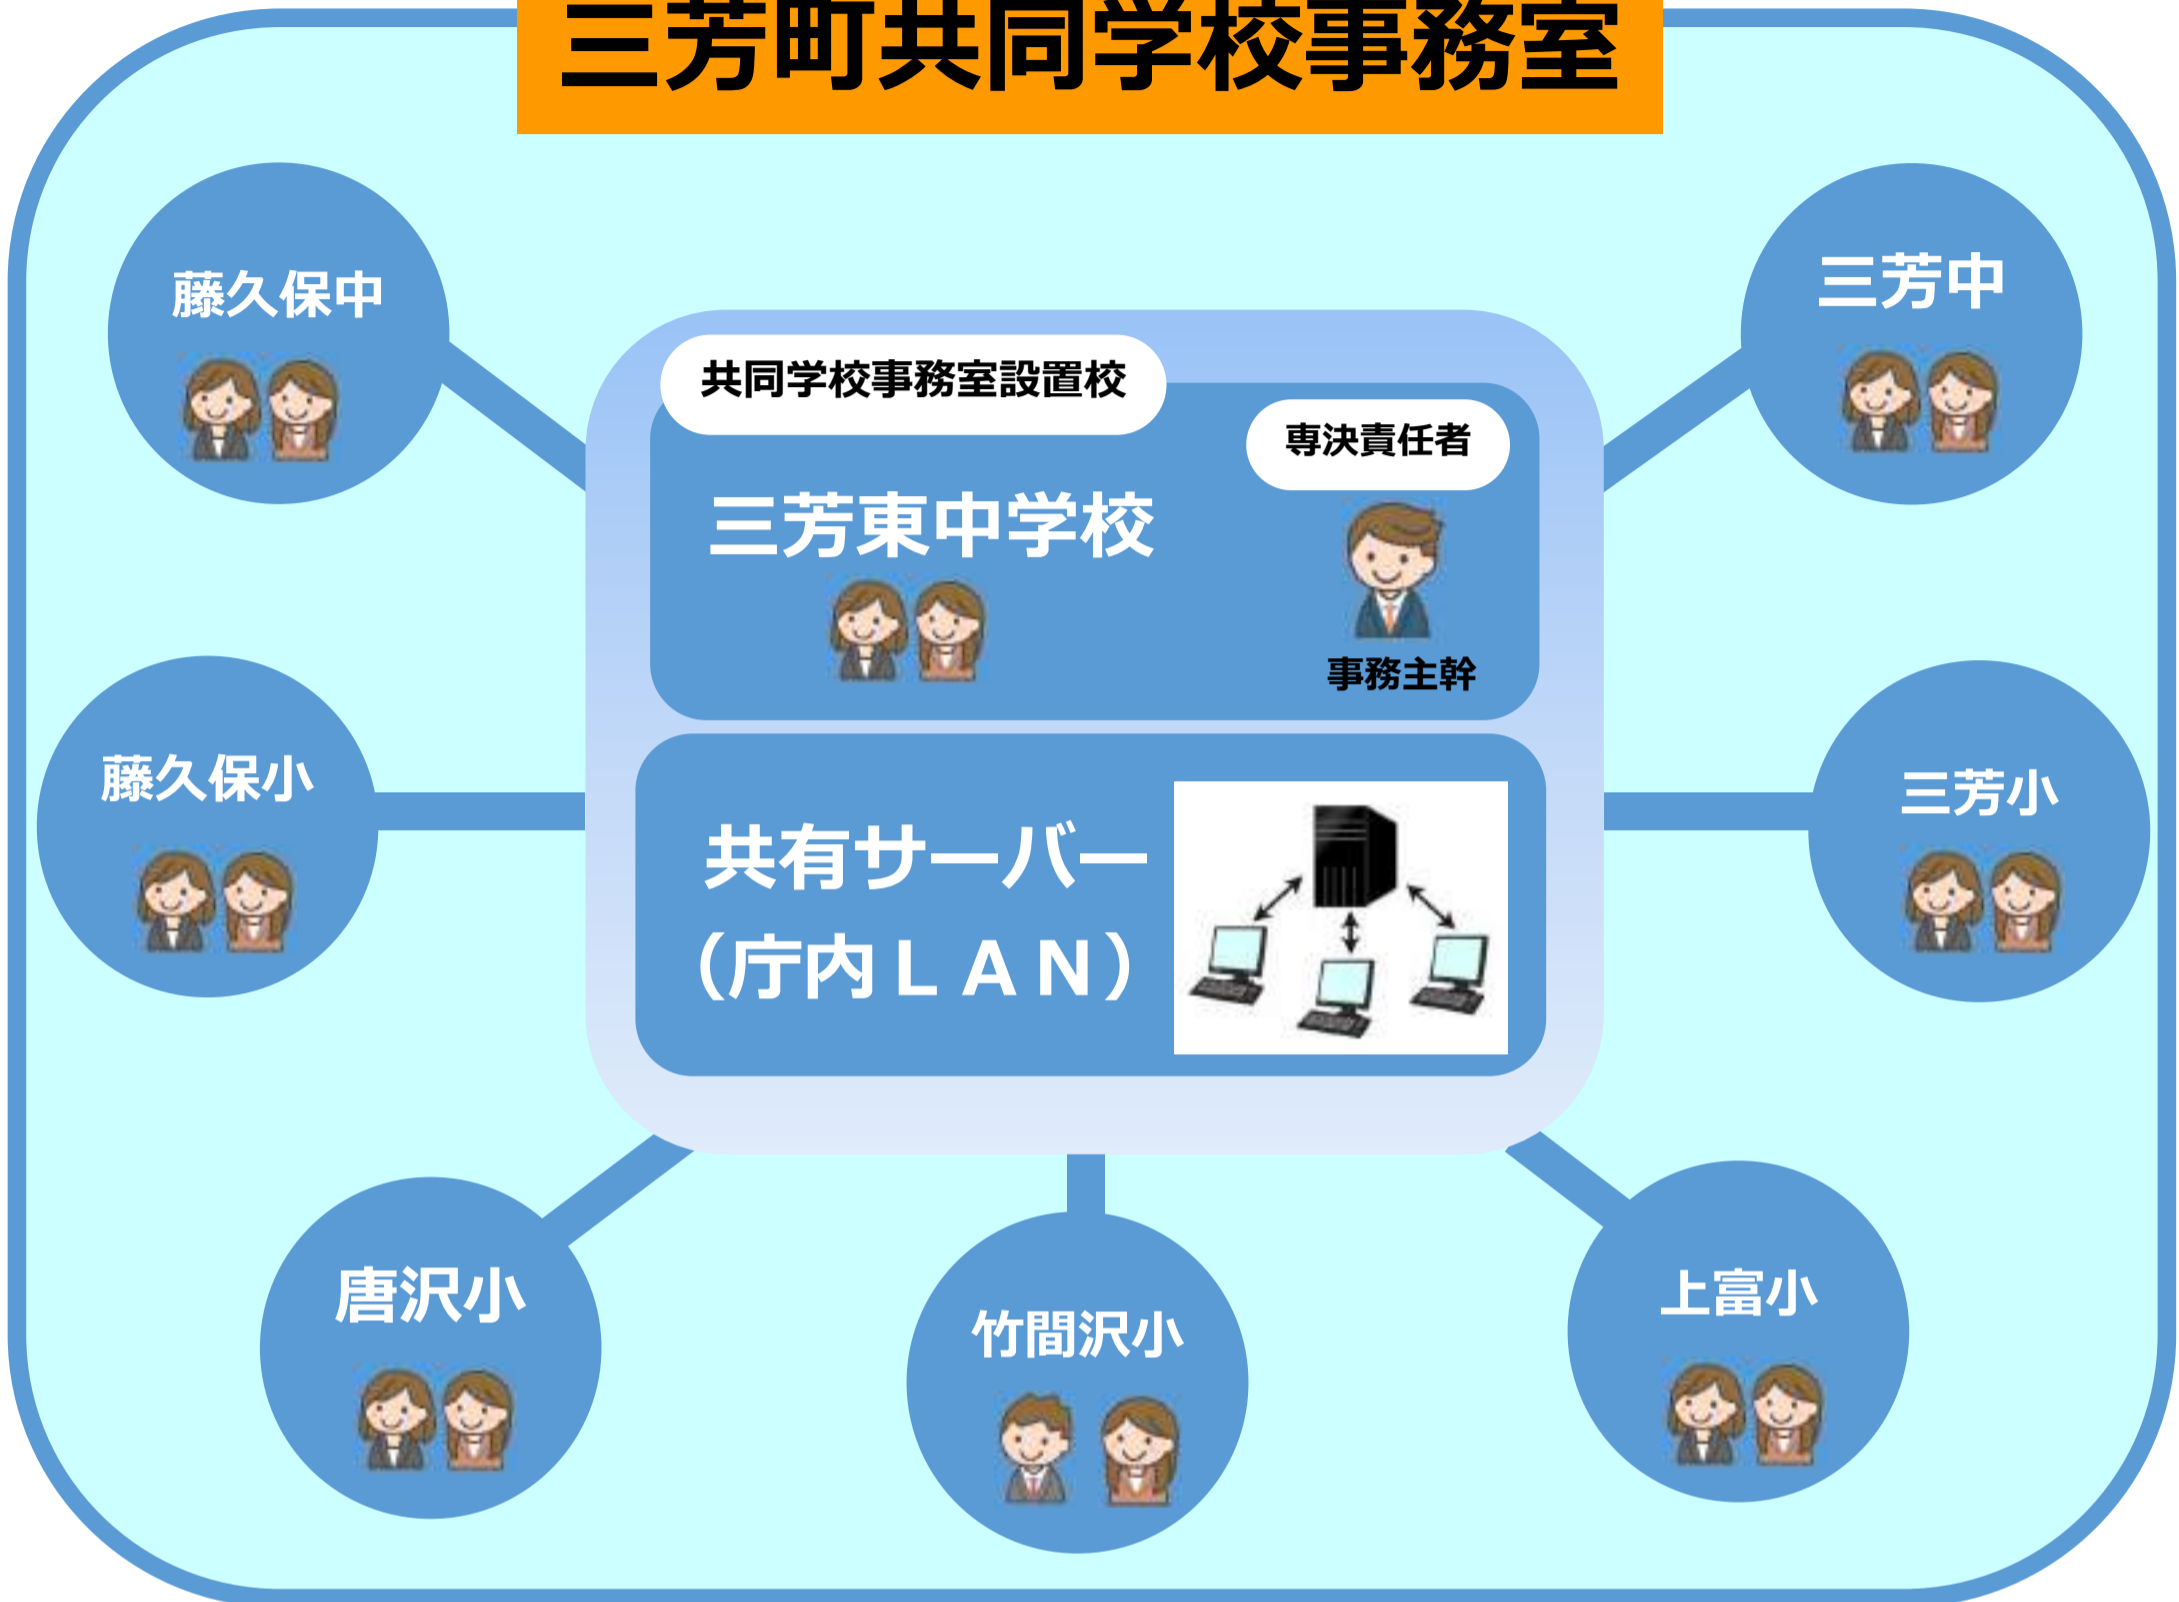 三芳町共同学校事務室
藤久保中
三芳中
共同学校事務室設置校
専決責任者
三芳東中学校
事務主幹
藤久保小
三芳小
共有サーバー
（庁内ＬＡＮ）
唐沢小
竹間沢小
上富小